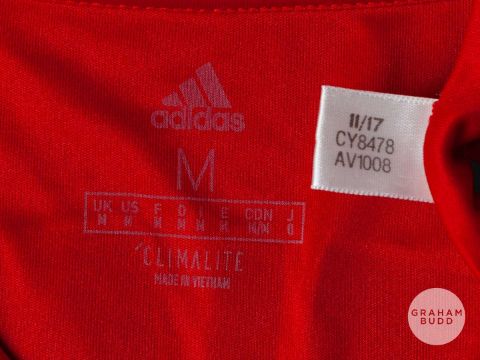 adidas
M
UK US F D I E CDN J
M M M M M M M/M O
CLIMALITE
MADE IN VIETNAM
11/17
CY8478
AV1008
GRAHAM
BUDD